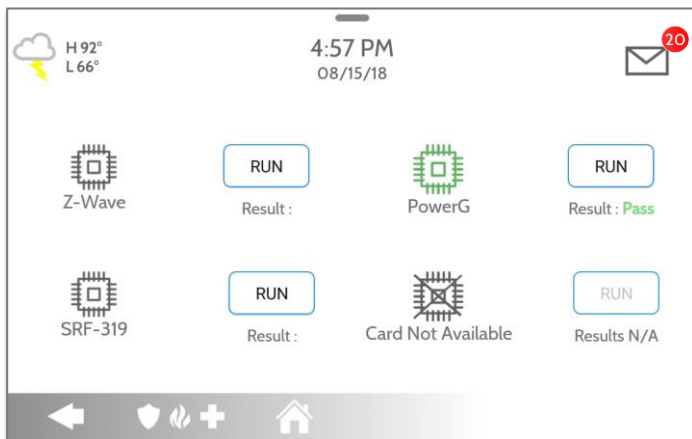 H 92°
L 66°
4:57 PM
08/15/18
20
Z-Wave
RUN
Result :
PowerG
RUN
Result : Pass
SRF-319
RUN
Result :
Card Not Available
RUN
Results N/A